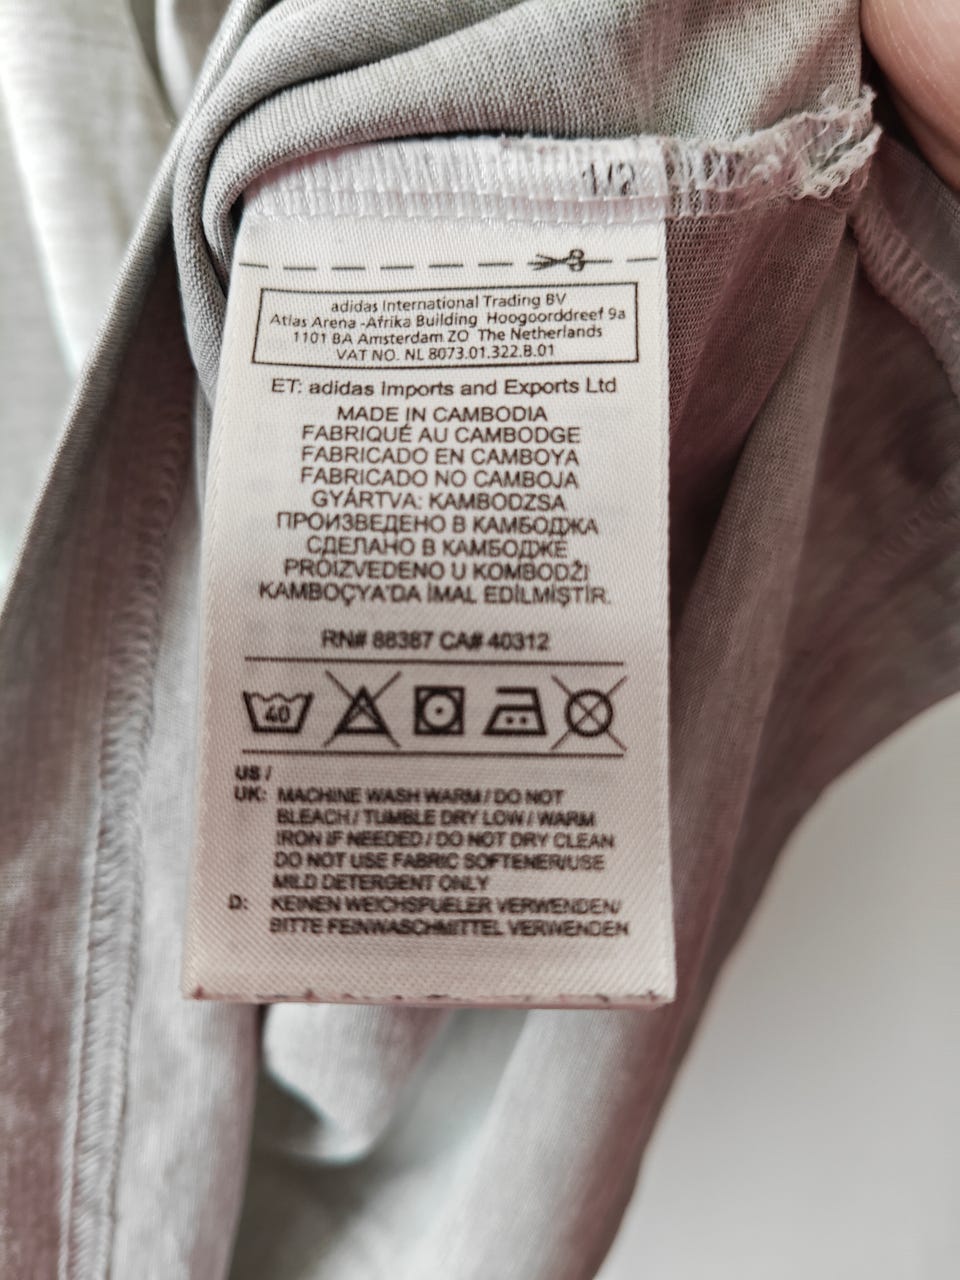 1/2
adidas International Trading BV
Atlas Arena -Afrika Building Hoogoorddreef 9a
1101 BA Amsterdam ZO The Netherlands
VAT NO. NL 8073.01.322.B.01
ET: adidas Imports and Exports Ltd
MADE IN CAMBODIA
FABRIQUÉ AU CAMBODGE
FABRICADO EN CAMBOYA
FABRICADO NO CAMBOJA
GYÁRTVA: KAMBODZSA
ПРОИЗВЕДЕНО В КАМБОДЖА
СДЕЛАНО В КАМБОДЖЕ
PROIZVEDENO U KOMBODŽI
KAMBOÇYA'DA İMAL EDİLMİŞTİR.
RN# 88387 CA# 40312
40
US /
UK: MACHINE WASH WARM / DO NOT
BLEACH / TUMBLE DRY LOW / WARM
IRON IF NEEDED / DO NOT DRY CLEAN
DO NOT USE FABRIC SOFTENER/USE
MILD DETERGENT ONLY
D: KEINEN WEICHSPUELER VERWENDEN/
BITTE FEINWASCHMITTEL VERWENDEN